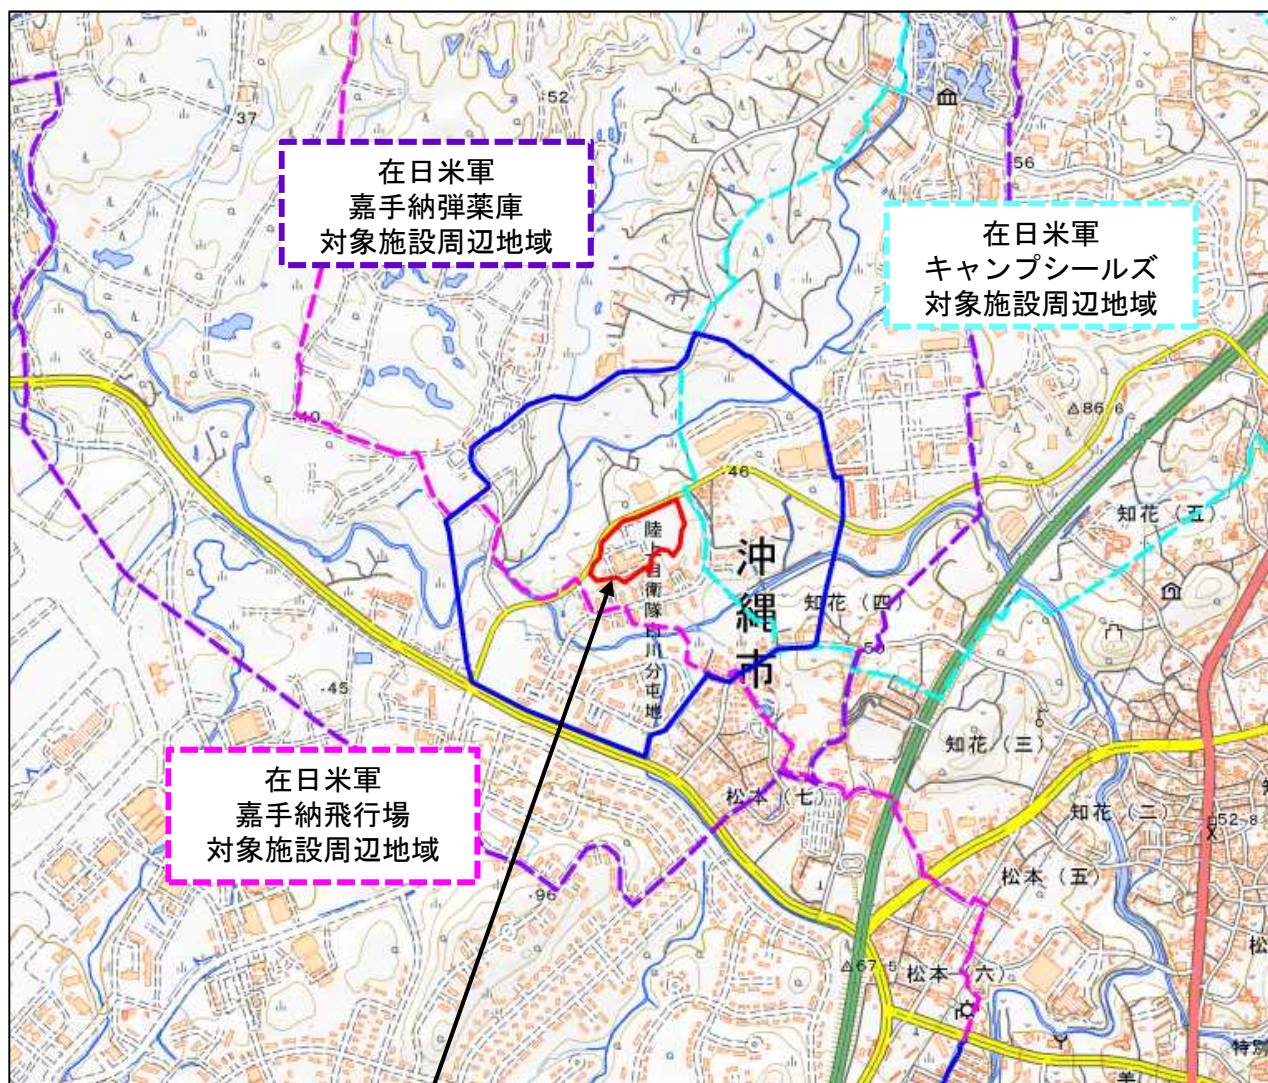 52
37
在日米軍
嘉手納弾薬庫
対象施設周辺地域
56
在日米軍
キャンプシールズ
対象施設周辺地域
40
86.6
46
知花(五)
陸上自衛隊白川分屯地
沖縄市
知花(四)
50
45
知花(三)
在日米軍
嘉手納飛行場
対象施設周辺地域
松本(七)
知花(二)
52.8
松本(五)
96
67.5
松本(六)
特別